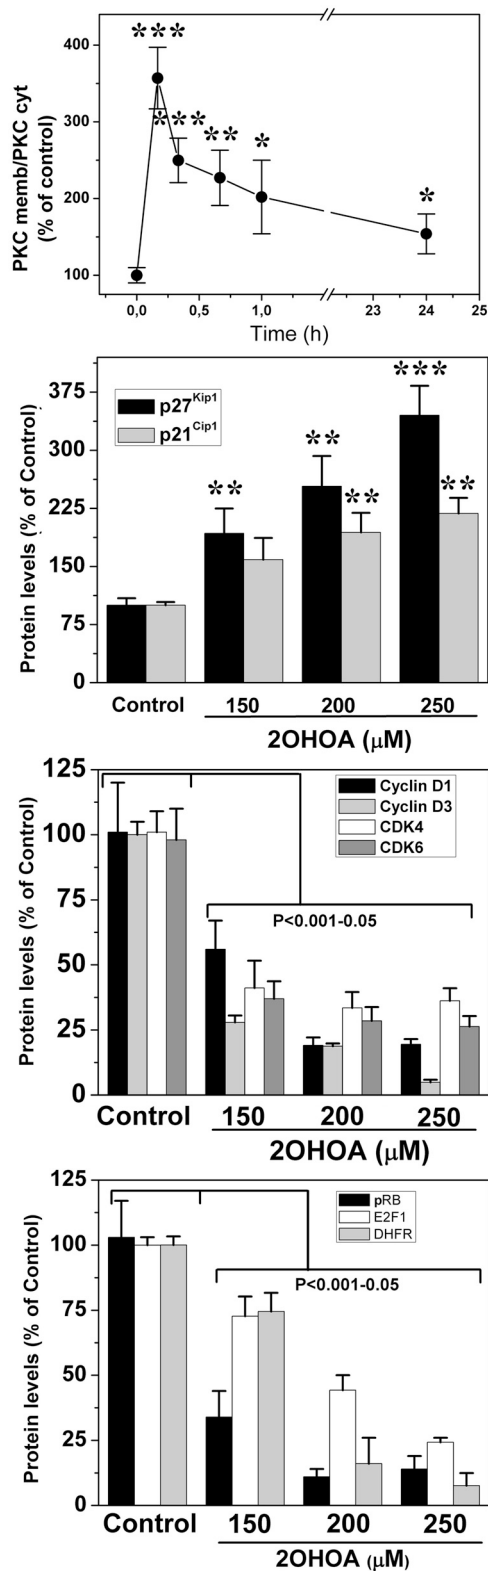 ***
400
***
**
300
*
*
200
100
PKC memb/PKC cyt
(% of control)
0,0 0,5 1,0 23 24 25
Time (h)
***
375
p27Kip1
p21Cip1
300
**
**
**
225
**
150
75
0
Protein levels (% of Control)
Control 150 200 250
2OHOA (µM)
125
Cyclin D1
Cyclin D3
CDK4
CDK6
100
75
P<0.001-0.05
50
25
0
Protein levels (% of Control)
Control 150 200 250
2OHOA (µM)
125
pRB
E2F1
DHFR
100
P<0.001-0.05
75
50
25
0
Protein levels (% of Control)
Control 150 200 250
2OHOA (µM)